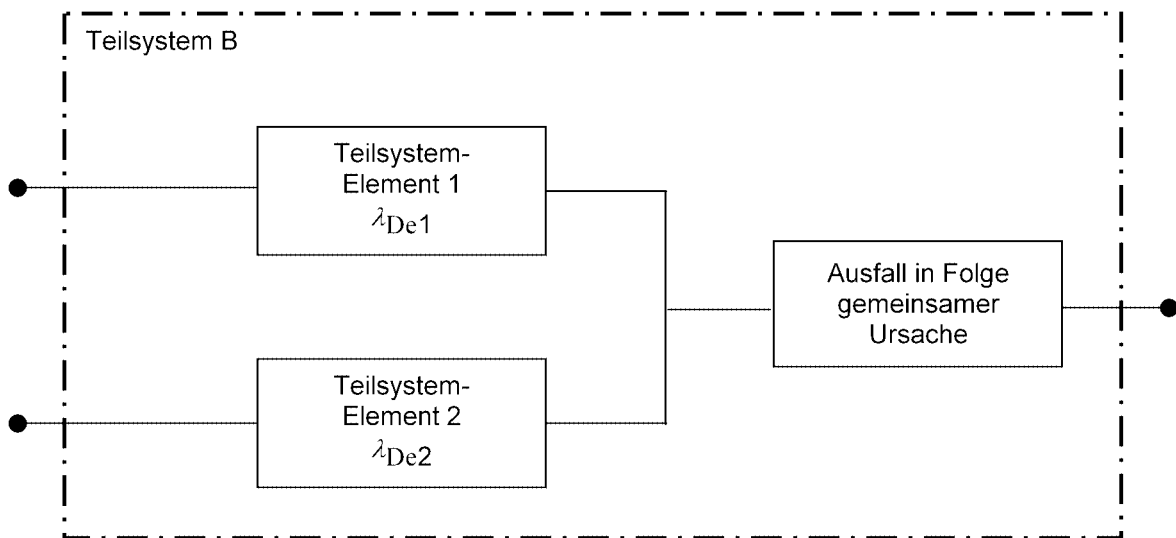 Teilsystem B
Teilsystem-
Element 1
λDe1
Ausfall in Folge
gemeinsamer
Ursache
Teilsystem-
Element 2
λDe2